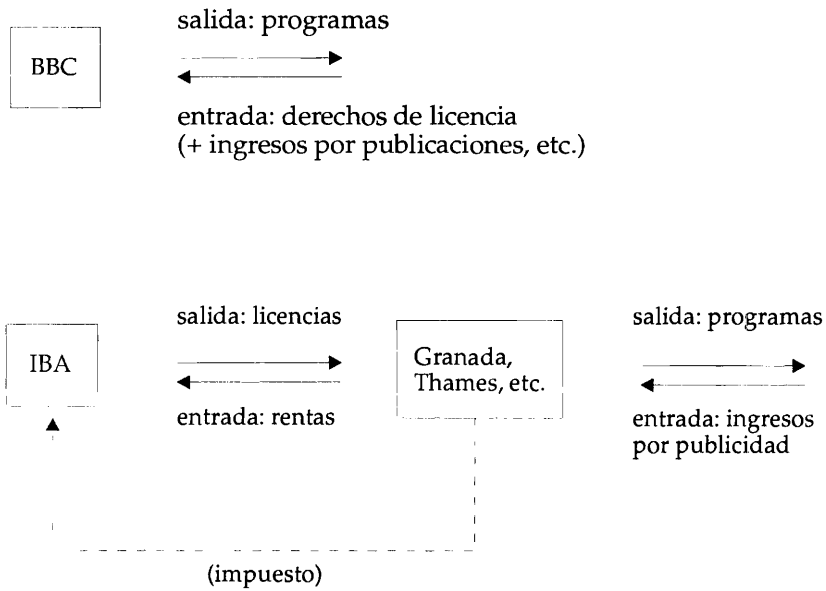 salida: programas
BBC
entrada: derechos de licencia
(+ ingresos por publicaciones, etc.)
salida: licencias
salida: programas
IBA
Granada,
Thames, etc.
entrada: rentas
entrada: ingresos
por publicidad
(impuesto)